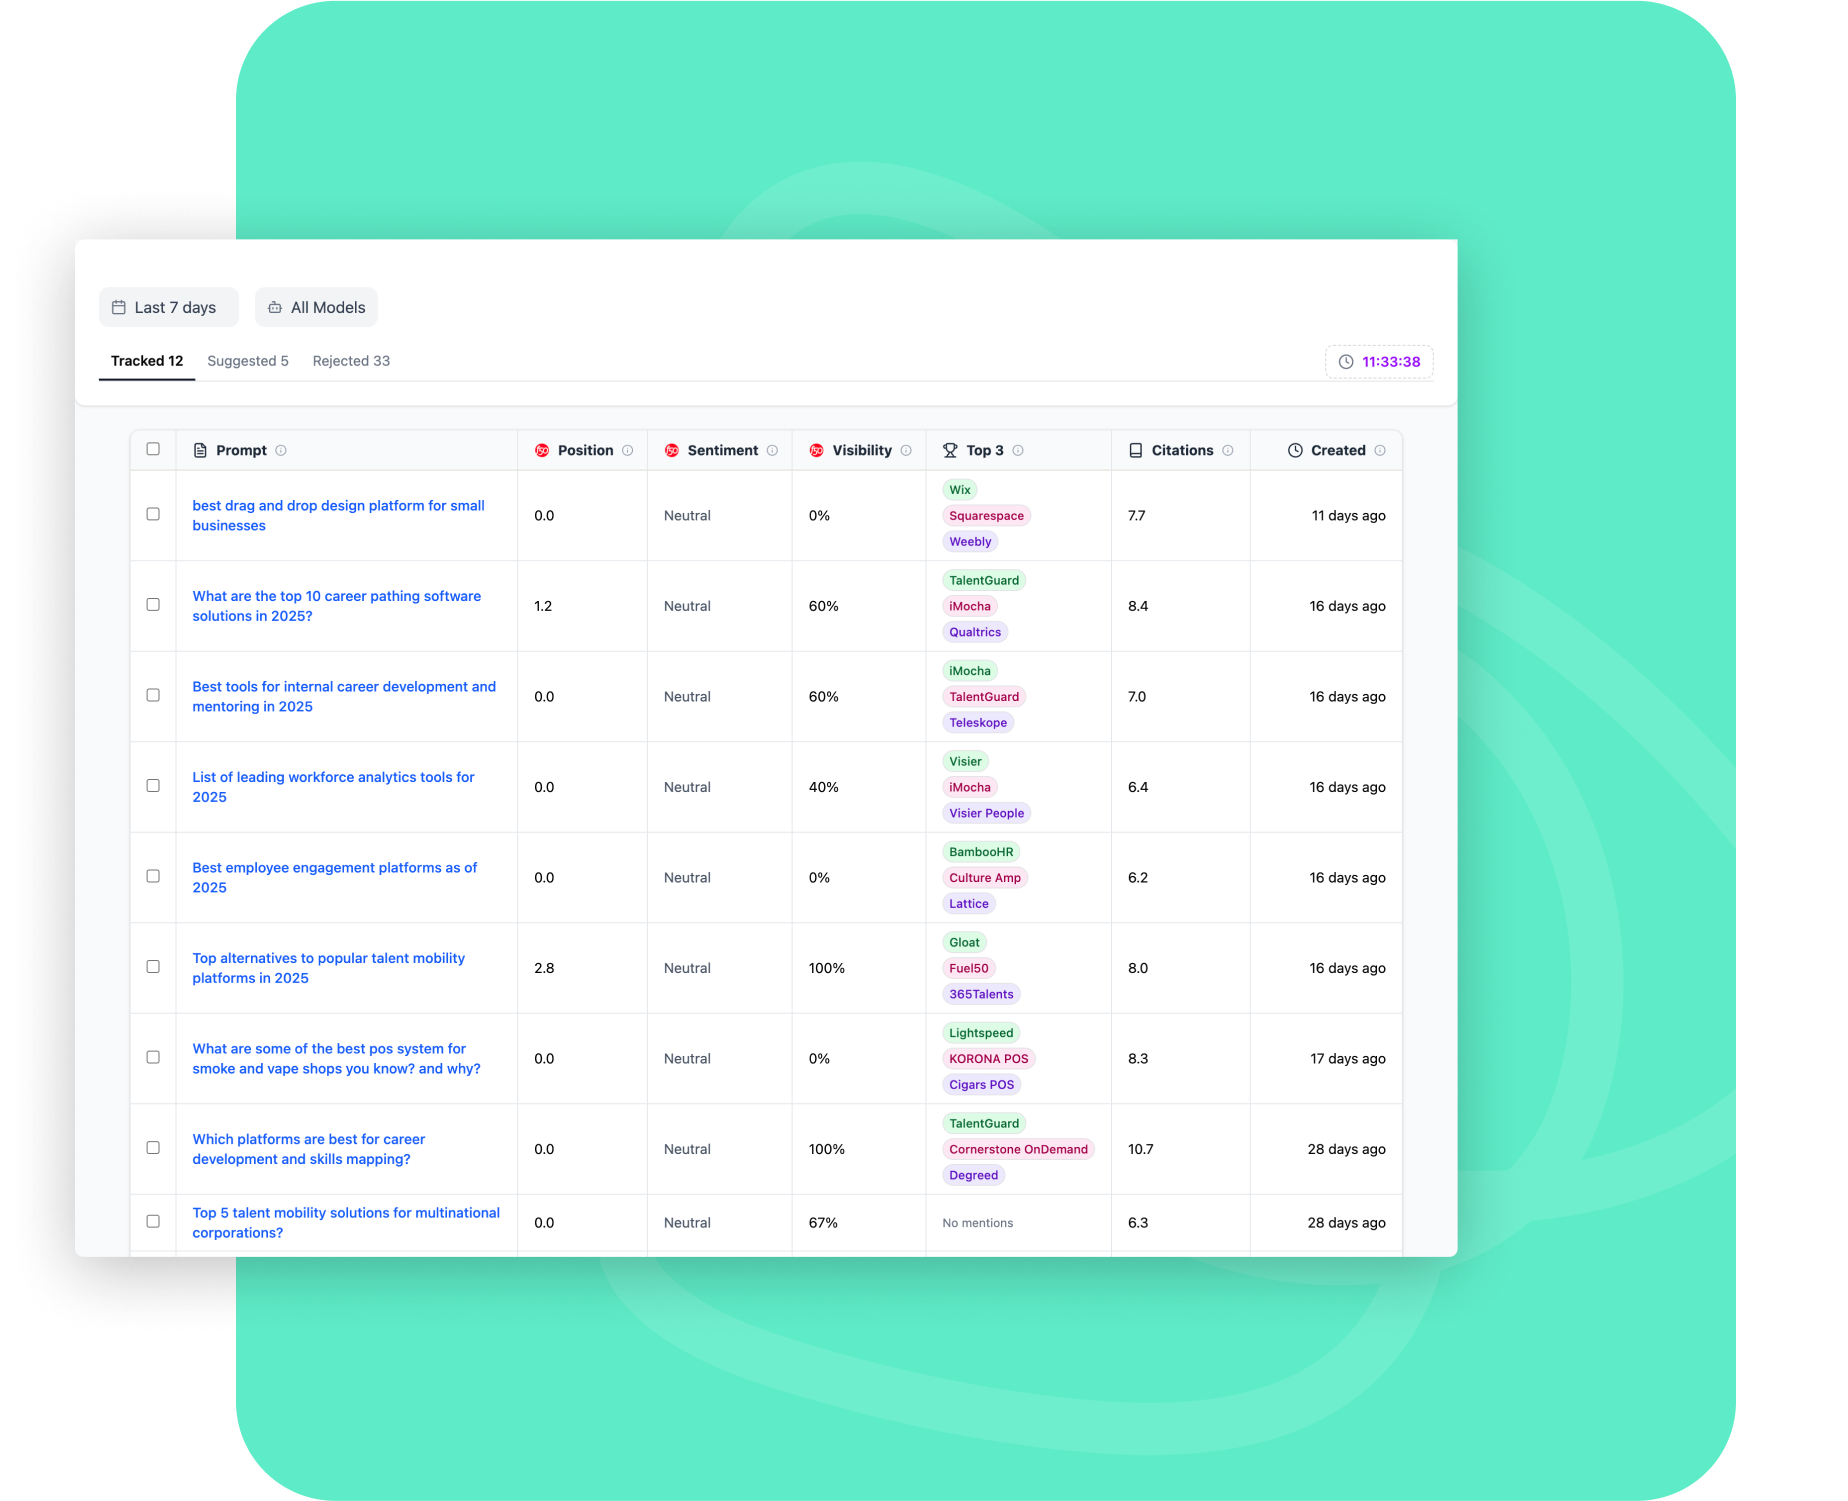 Last 7 days
All Models
Tracked 12
Suggested 5
Rejected 33
11:33:38
Prompt
Position
Sentiment
Visibility
Top 3
Citations
Created
best drag and drop design platform for small
businesses
0.0
Neutral
0%
Wix
Squarespace
Weebly
7.7
11 days ago
What are the top 10 career pathing software
solutions in 2025?
1.2
Neutral
60%
TalentGuard
iMocha
Qualtrics
8.4
16 days ago
Best tools for internal career development and
mentoring in 2025
0.0
Neutral
60%
iMocha
TalentGuard
Teleskope
7.0
16 days ago
List of leading workforce analytics tools for
2025
0.0
Neutral
40%
Visier
iMocha
Visier People
6.4
16 days ago
Best employee engagement platforms as of
2025
0.0
Neutral
0%
BambooHR
Culture Amp
Lattice
6.2
16 days ago
Top alternatives to popular talent mobility
platforms in 2025
2.8
Neutral
100%
Gloat
Fuel50
365Talents
8.0
16 days ago
What are some of the best pos system for
smoke and vape shops you know? and why?
0.0
Neutral
0%
Lightspeed
KORONA POS
Cigars POS
8.3
17 days ago
Which platforms are best for career
development and skills mapping?
0.0
Neutral
100%
TalentGuard
Cornerstone OnDemand
Degreed
10.7
28 days ago
Top 5 talent mobility solutions for multinational
corporations?
0.0
Neutral
67%
No mentions
6.3
28 days ago